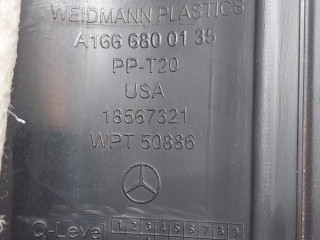 WEIDMANN PLASTICS
A166 680 01 35
PP-T20
USA
18567321
WPT 50886
Q-Level 1 2 3 4 5 6 7 8 9